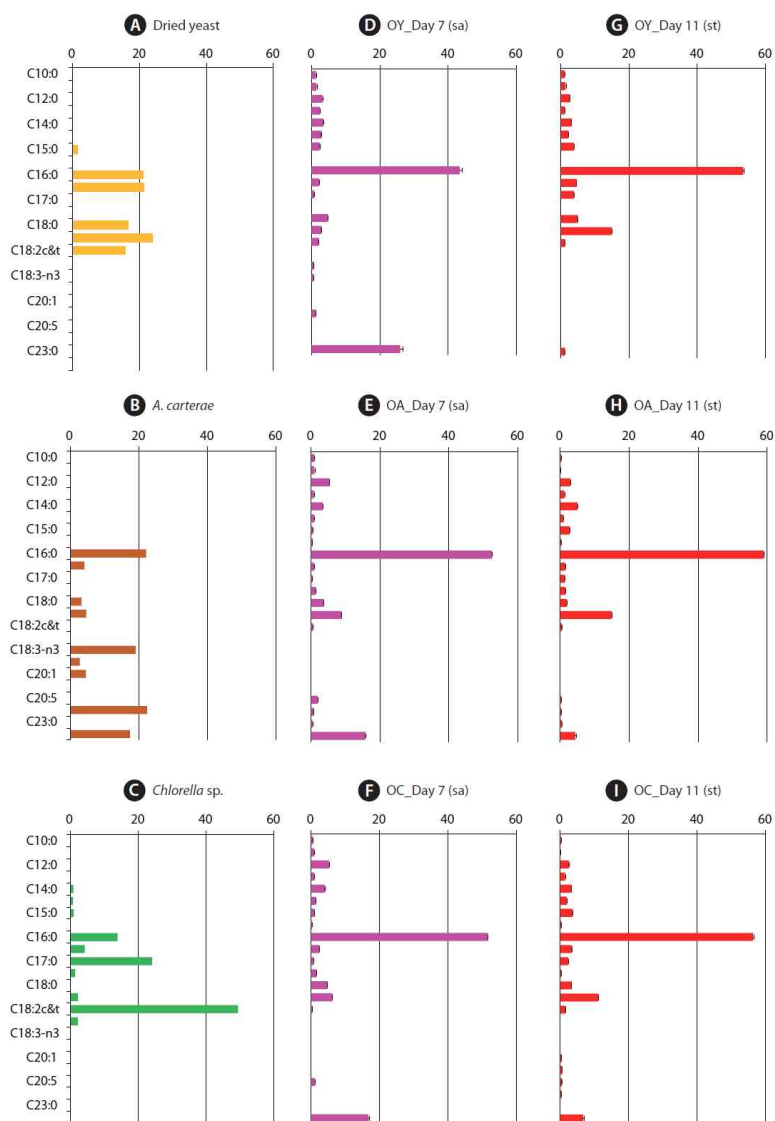 A Dried yeast
0 20 40 60
C10:0
C12:0
C14:0
C15:0
C16:0
C17:0
C18:0
C18:2c&t
C18:3-n3
C20:1
C20:5
C23:0
D OY_Day 7 (sa)
0 20 40 60
G OY_Day 11 (st)
0 20 40 60
B A. carterae
0 20 40 60
C10:0
C12:0
C14:0
C15:0
C16:0
C17:0
C18:0
C18:2c&t
C18:3-n3
C20:1
C20:5
C23:0
E OA_Day 7 (sa)
0 20 40 60
H OA_Day 11 (st)
0 20 40 60
C Chlorella sp.
0 20 40 60
C10:0
C12:0
C14:0
C15:0
C16:0
C17:0
C18:0
C18:2c&t
C18:3-n3
C20:1
C20:5
C23:0
F OC_Day 7 (sa)
0 20 40 60
I OC_Day 11 (st)
0 20 40 60